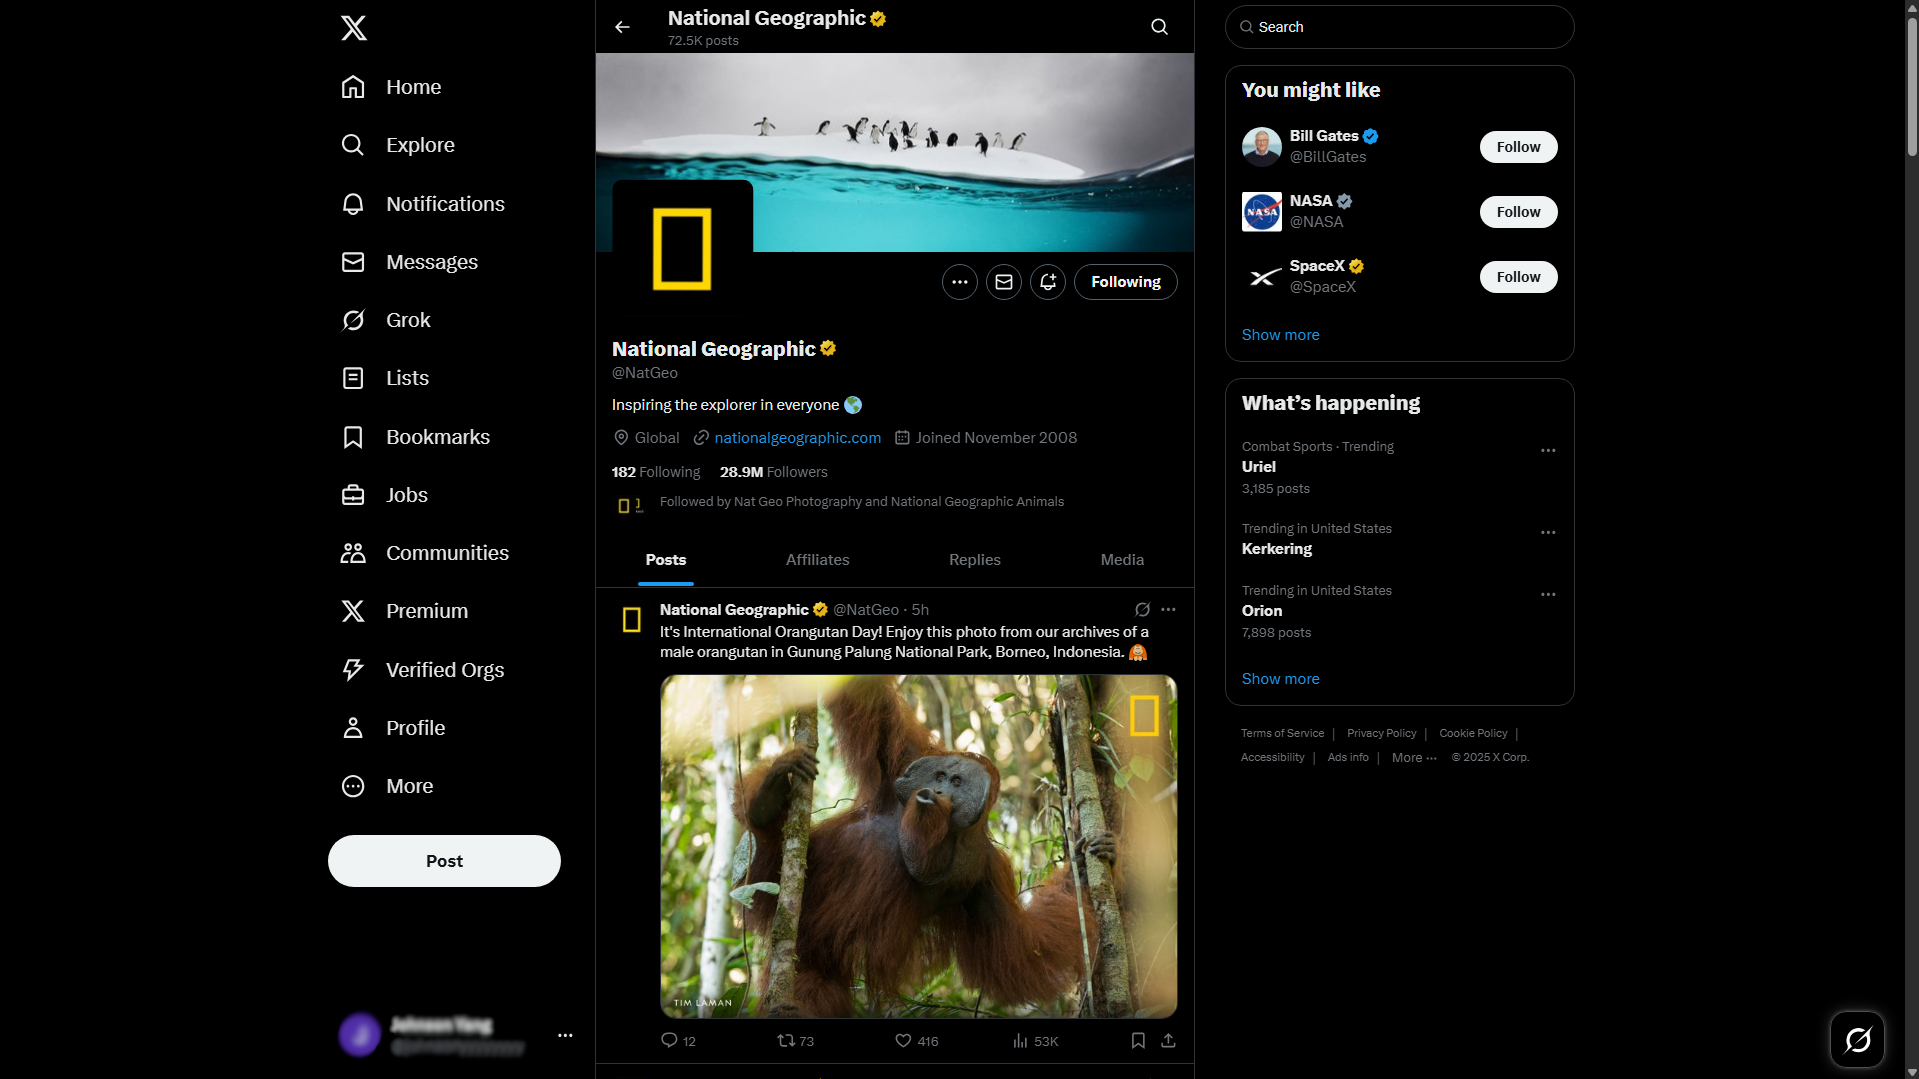 Home
Explore
Notifications
Messages
Grok
Lists
Bookmarks
Jobs
Communities
Premium
Verified Orgs
Profile
More
Post
National Geographic
72.5K posts
Following
National Geographic
@NatGeo
Inspiring the explorer in everyone 🌎
Global nationalgeographic.com Joined November 2008
182 Following 28.9M Followers
Followed by Nat Geo Photography and National Geographic Animals
Posts Affiliates Replies Media
National Geographic @NatGeo · 5h
It's International Orangutan Day! Enjoy this photo from our archives of a
male orangutan in Gunung Palung National Park, Borneo, Indonesia. 🦧
TIM LAMAN
12 73 416 53K
Search
You might like
Bill Gates
@BillGates
Follow
NASA
NASA
@NASA
Follow
SpaceX
@SpaceX
Follow
Show more
What’s happening
Combat Sports · Trending
Uriel
3,185 posts
Trending in United States
Kerkering
Trending in United States
Orion
7,898 posts
Show more
Terms of Service | Privacy Policy | Cookie Policy |
Accessibility | Ads info | More ··· © 2025 X Corp.